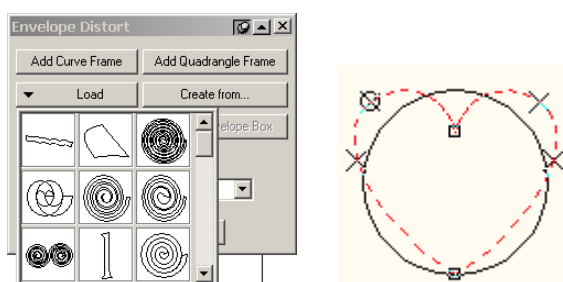 Envelope Distort
Add Curve Frame Add Quadrangle Frame
Load Create from...
elope Box